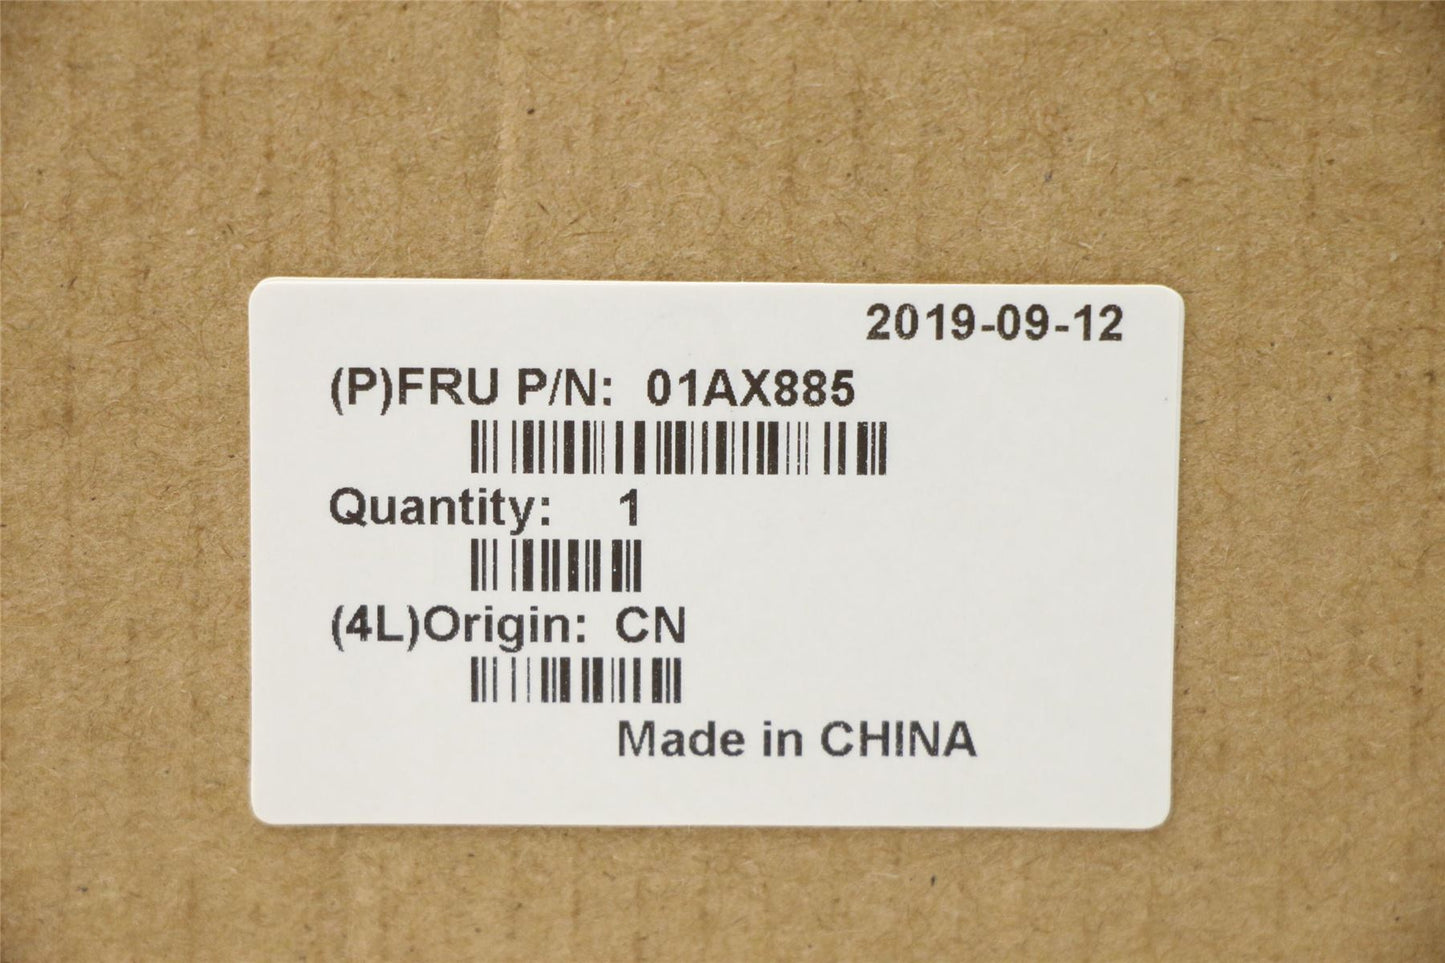 2019-09-12
(P)FRU P/N: 01AX885
Quantity: 1
(4L)Origin: CN
Made in CHINA